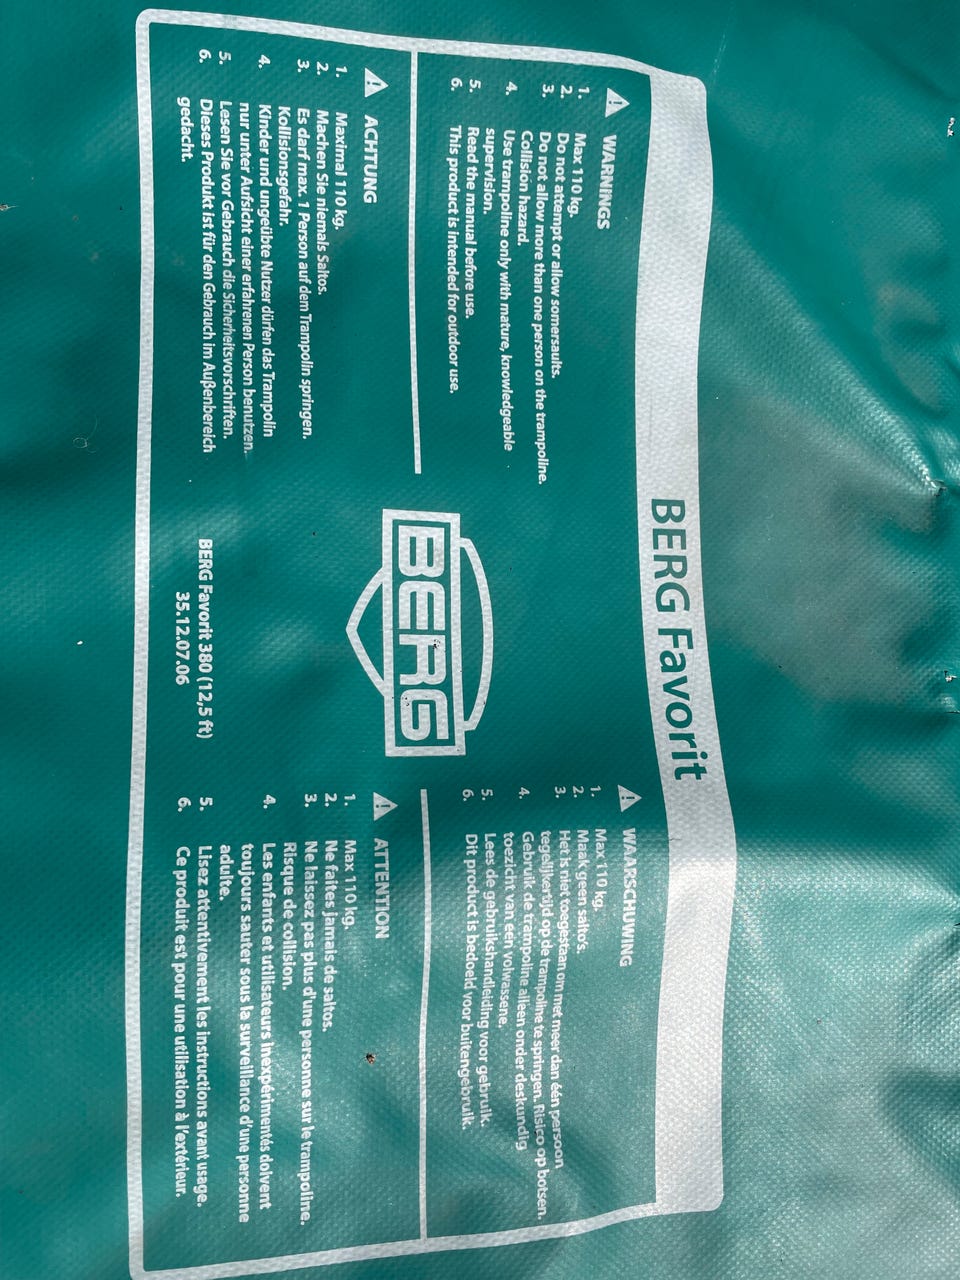 BERG Favorit
WARNINGS
1. Max 110 kg.
2. Do not attempt or allow somersaults.
3. Do not allow more than one person on the trampoline.
Collision hazard.
4. Use trampoline only with mature, knowledgeable
supervision.
5. Read the manual before use.
6. This product is intended for outdoor use.
ACHTUNG
1. Maximal 110 kg.
2. Machen Sie niemals Saltos.
3. Es darf max. 1 Person auf dem Trampolin springen.
Kollisionsgefahr.
4. Kinder und ungeübte Nutzer dürfen das Trampolin
nur unter Aufsicht einer erfahrenen Person benutzen.
5. Lesen Sie vor Gebrauch die Sicherheitsvorschriften.
6. Dieses Produkt ist für den Gebrauch im Außenbereich
gedacht.
BERG
BERG Favorit 380 (12,5 ft)
35.12.07.06
WAARSCHUWING
1. Max 110 kg.
2. Maak geen salto's.
3. Het is niet toegestaan om met meer dan één persoon
tegelijkertijd op de trampoline te springen. Risico op botsen.
4. Gebruik de trampoline alleen onder deskundig
toezicht van een volwassene.
5. Lees de gebruikshandleiding voor gebruik.
6. Dit product is bedoeld voor buitengebruik.
ATTENTION
1. Max 110 kg.
2. Ne faites jamais de saltos.
3. Ne laissez pas plus d'une personne sur le trampoline.
Risque de collision.
4. Les enfants et utilisateurs inexpérimentés doivent
toujours sauter sous la surveillance d'une personne
adulte.
5. Lisez attentivement les instructions avant usage.
6. Ce produit est pour une utilisation à l'extérieur.